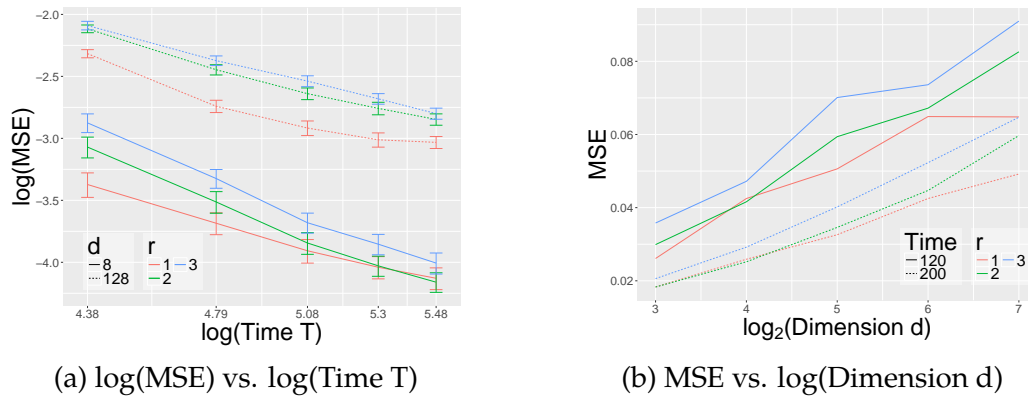 log(MSE)
−2.0
−2.5
−3.0
−3.5
−4.0
d
8
128
r
1 3
2
4.38 4.79 5.08 5.3 5.48
log(Time T)
(a) log(MSE) vs. log(Time T)
MSE
0.08
0.06
0.04
0.02
Time
120
200
r
1 3
2
3 4 5 6 7
log2(Dimension d)
(b) MSE vs. log(Dimension d)